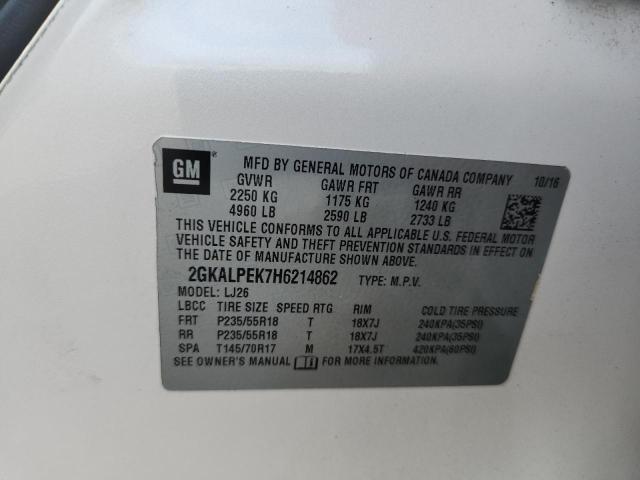 GM ®
MFD BY GENERAL MOTORS OF CANADA COMPANY 10/16
GVWR GAWR FRT GAWR RR
2250 KG 1175 KG 1240 KG
4960 LB 2590 LB 2733 LB
THIS VEHICLE CONFORMS TO ALL APPLICABLE U.S. FEDERAL MOTOR
VEHICLE SAFETY AND THEFT PREVENTION STANDARDS IN EFFECT ON
THE DATE OF MANUFACTURE SHOWN ABOVE.
2GKALPEK7H6214862 TYPE: M.P.V.
MODEL: LJ26
LBCC TIRE SIZE SPEED RTG RIM COLD TIRE PRESSURE
FRT P235/55R18 T 18X7J 240KPA(35PSI)
RR P235/55R18 T 18X7J 240KPA(35PSI)
SPA T145/70R17 M 17X4.5T 420KPA(60PSI)
SEE OWNER'S MANUAL FOR MORE INFORMATION.